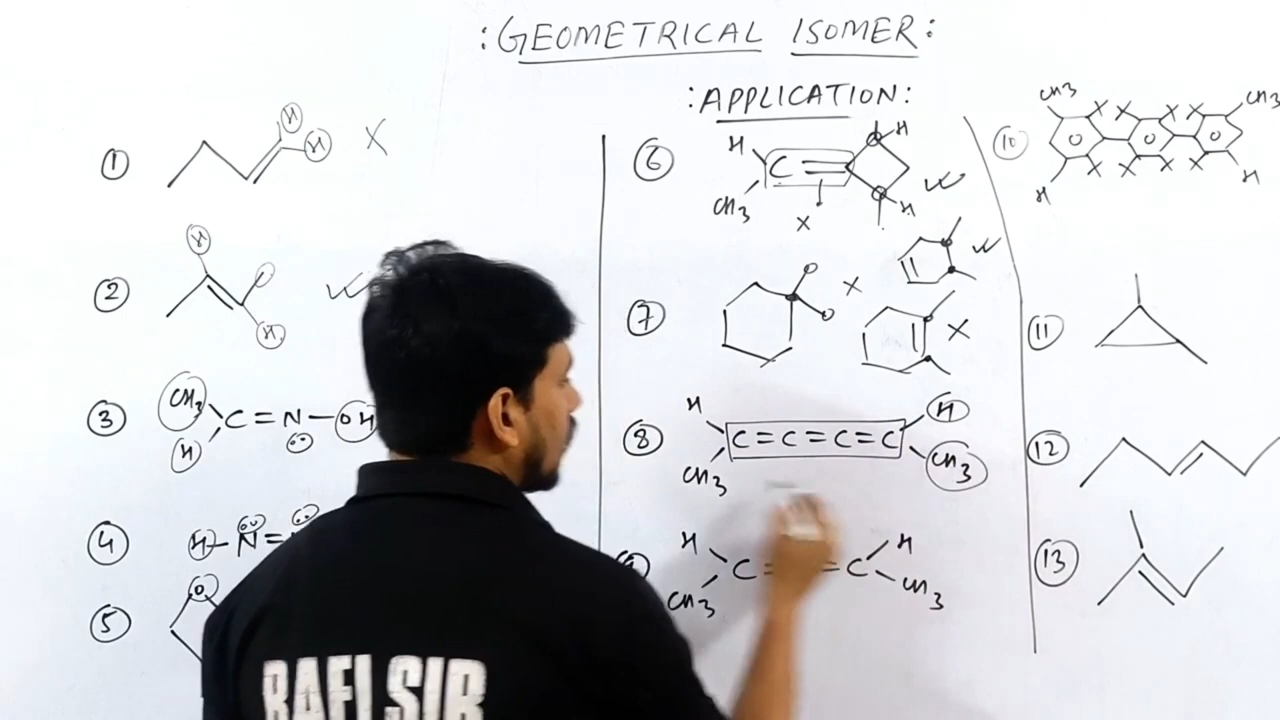 : GEOMETRICAL ISOMER :
: APPLICATION :
1
H
H
X
2
H
H
3
CH3
C = N - OH
H
4
H - N =
5
O
6
H
C
CH3
H
H
X
7
X
X
8
H
C = C = C = C
H
CH3
CH3
H
C = = C
H
CH3
CH3
10
CH3
CH3
X X X X
O O O
X X X X
H
H
11
12
13
RAFI SIR